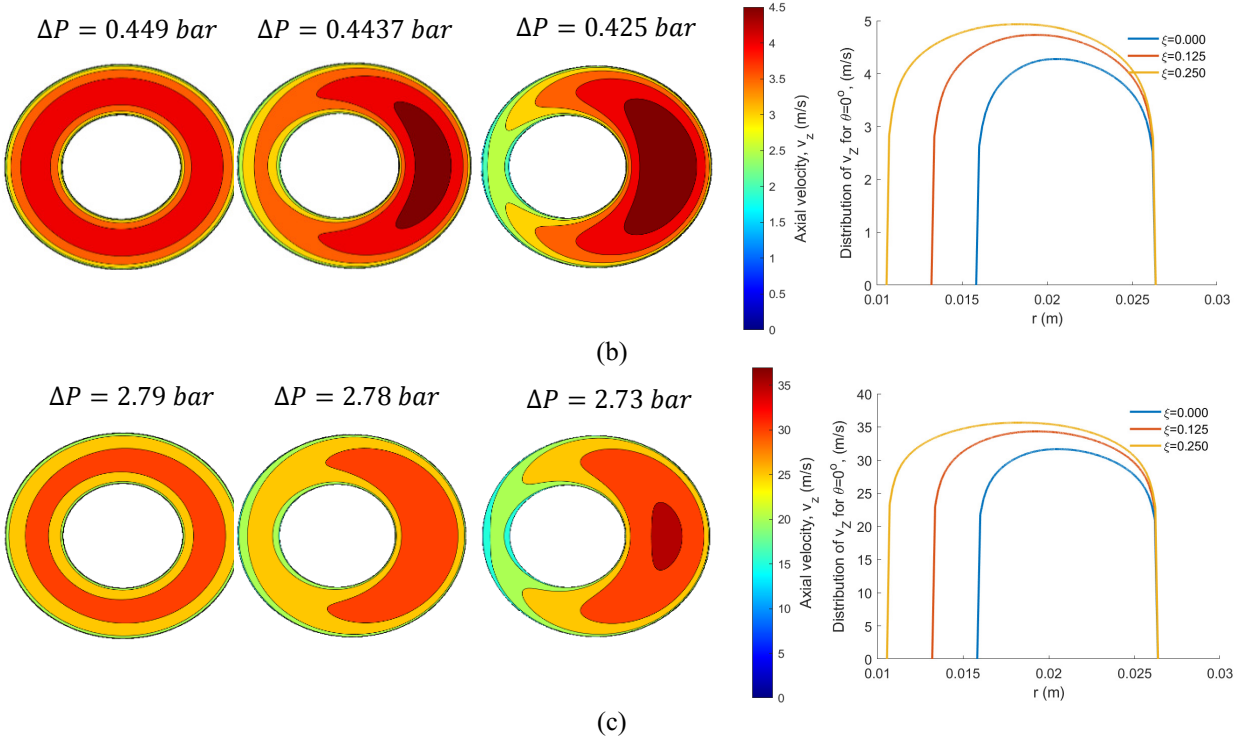 ΔP = 0.449 bar
ΔP = 0.4437 bar
ΔP = 0.425 bar
4.5
4
3.5
3
2.5
2
1.5
1
0.5
0
Axial velocity, v_z (m/s)
Distribution of v_Z for θ=0°, (m/s)
5
4
3
2
1
0
0.01
0.015
0.02
0.025
0.03
r (m)
ξ=0.000
ξ=0.125
ξ=0.250
(b)
ΔP = 2.79 bar
ΔP = 2.78 bar
ΔP = 2.73 bar
35
30
25
20
15
10
5
0
Axial velocity, v_z (m/s)
Distribution of v_Z for θ=0°, (m/s)
40
35
30
25
20
15
10
5
0
0.01
0.015
0.02
0.025
0.03
r (m)
ξ=0.000
ξ=0.125
ξ=0.250
(c)